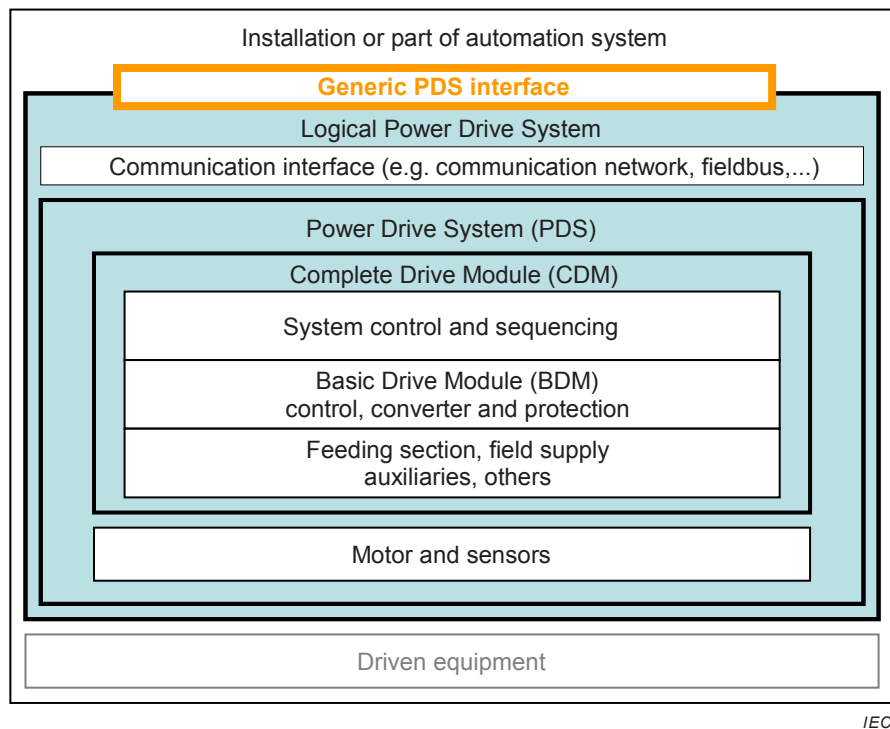 Installation or part of automation system
Generic PDS interface
Logical Power Drive System
Communication interface (e.g. communication network, fieldbus,...)
Power Drive System (PDS)
Complete Drive Module (CDM)
System control and sequencing
Basic Drive Module (BDM)
control, converter and protection
Feeding section, field supply
auxiliaries, others
Motor and sensors
Driven equipment
IEC